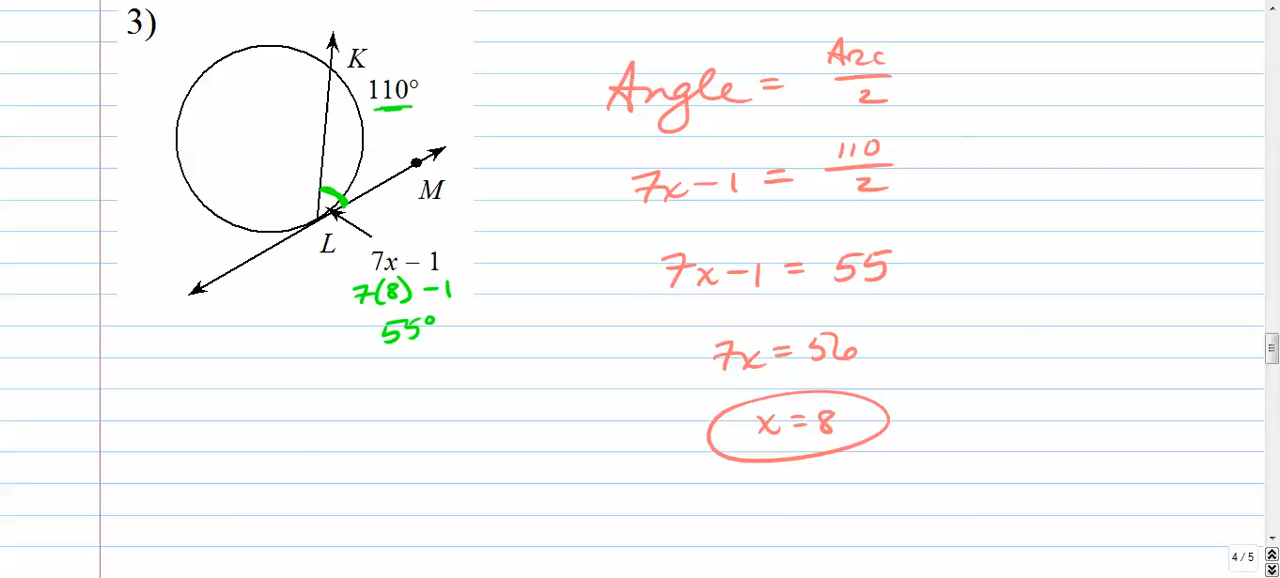 3)
K
110°
M
L
7x – 1
7(8) -1
55°
Angle = Arc/2
7x-1 = 110/2
7x-1 = 55
7x = 56
x = 8
4 / 5